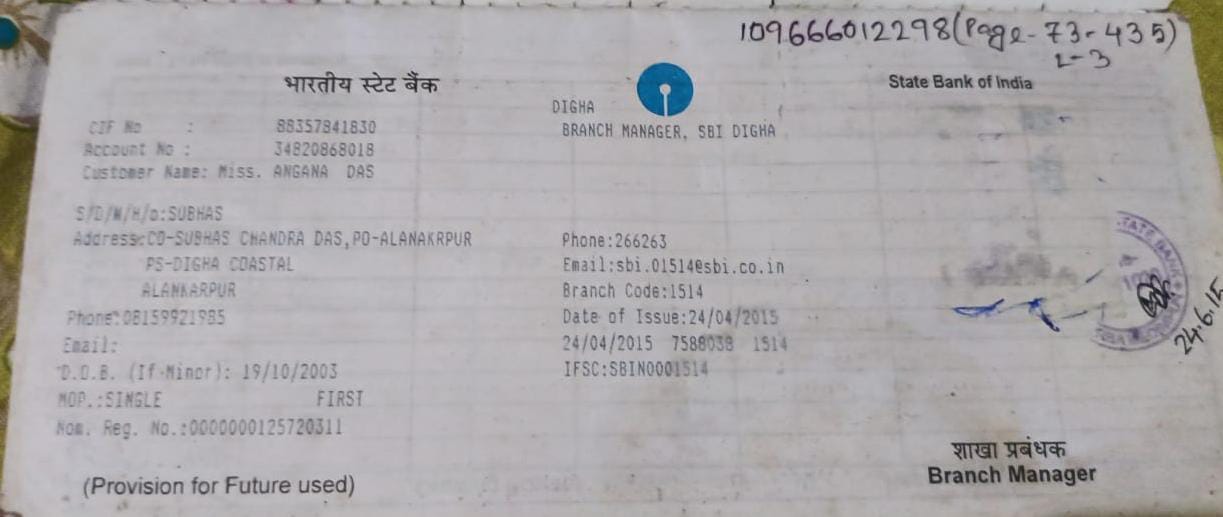 109666012298(Page-73-435)
L-3
भारतीय स्टेट बैंक
State Bank of India
DIGHA
BRANCH MANAGER, SBI DIGHA
CIF No : 88357841830
Account No : 34820868018
Customer Name: Miss. ANGANA DAS
S/D/W/H/o:SUBHAS
Address:CO-SUBHAS CHANDRA DAS,PO-ALANAKRPUR
PS-DIGHA COASTAL
ALANKARPUR
Phone:08159921985
Email:
D.O.B. (If Minor): 19/10/2003
MOP.:SINGLE FIRST
Nom. Reg. No.:0000000125720311
Phone:266263
Email:sbi.01514@sbi.co.in
Branch Code:1514
Date of Issue:24/04/2015
24/04/2015 7588038 1514
IFSC:SBIN0001514
STATE BANK
24.6.15
शाखा प्रबंधक
Branch Manager
(Provision for Future used)